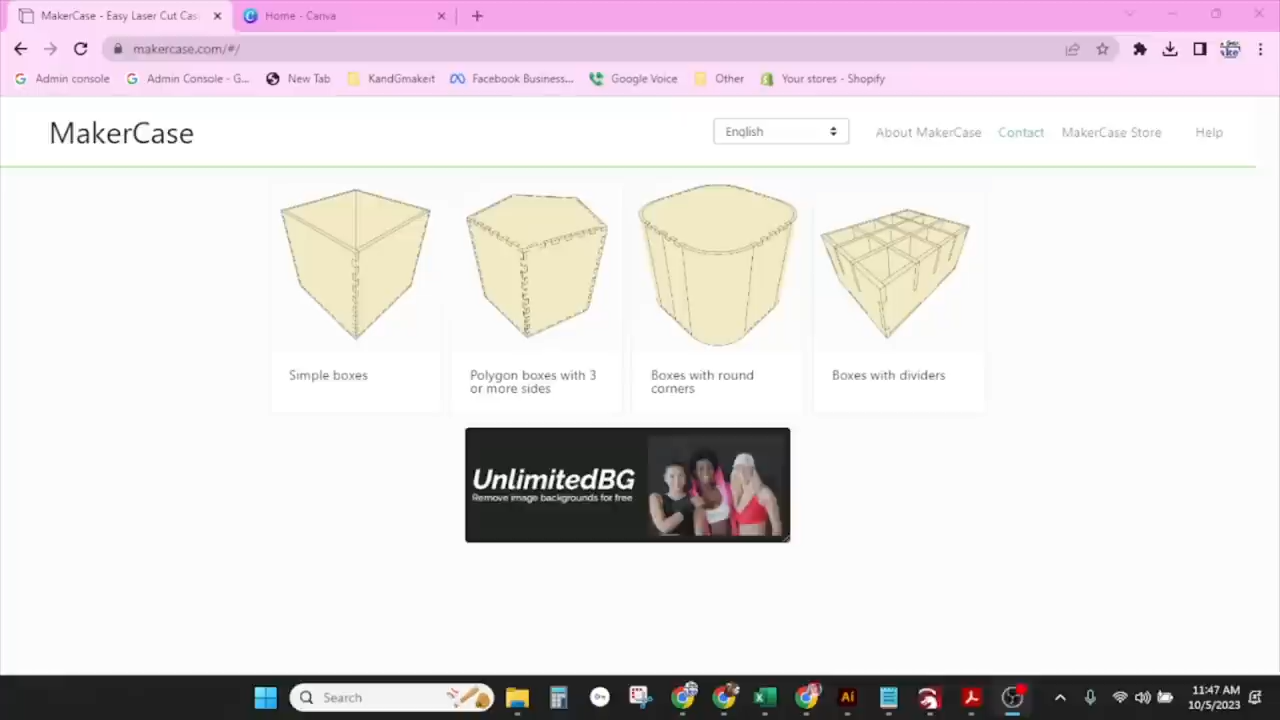 MakerCase - Easy Laser Cut Cas
Home - Canva
makercase.com/#/
Admin console
Admin Console - G...
New Tab
KandGmakeit
Facebook Business...
Google Voice
Other
Your stores - Shopify
MakerCase
English
About MakerCase
Contact
MakerCase Store
Help
Simple boxes
Polygon boxes with 3
or more sides
Boxes with round
corners
Boxes with dividers
UnlimitedBG
Remove image backgrounds for free
Search
Ai
11:47 AM
10/5/2023